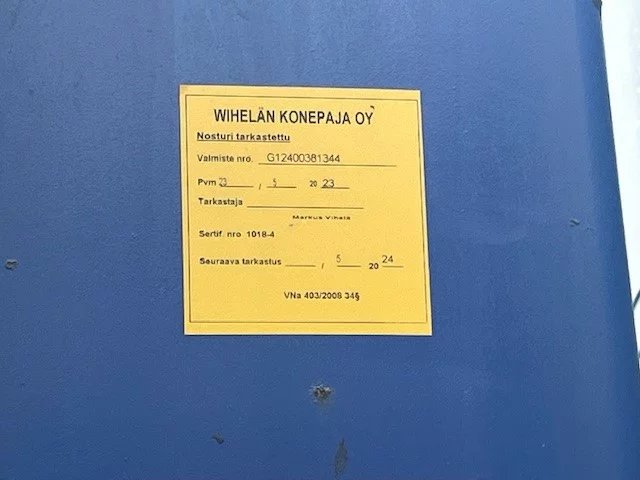 WIHELÄN KONEPAJA OY
Nosturi tarkastettu
Valmiste nro. G12400381344
Pvm 23 / 5 20 23
Tarkastaja
Markus Vihelä
Sertif. nro 1018-4
Seuraava tarkastus / 5 20 24
VNa 403/2008 34§